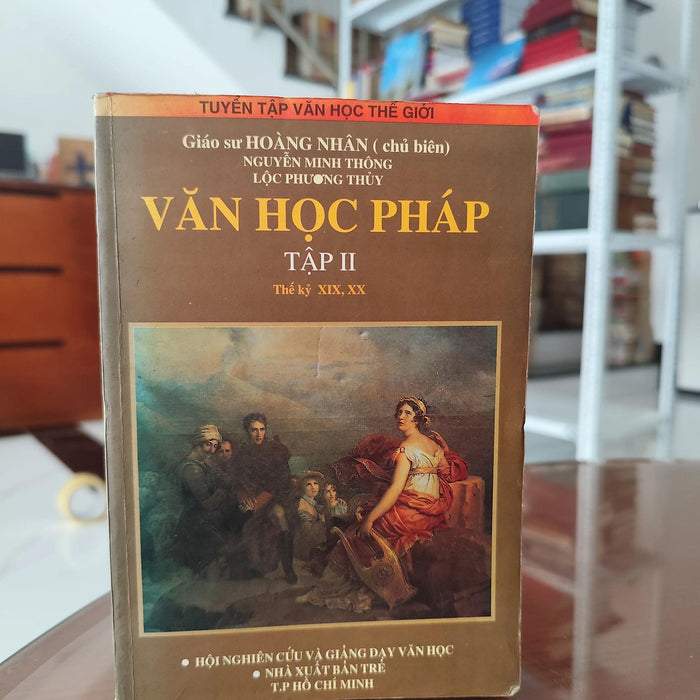 TUYỂN TẬP VĂN HỌC THẾ GIỚI
Giáo sư HOÀNG NHÂN ( chủ biên)
NGUYỄN MINH THÔNG
LỘC PHƯƠNG THỦY
VĂN HỌC PHÁP
TẬP II
Thế kỷ XIX, XX
• HỘI NGHIÊN CỨU VÀ GIẢNG DẠY VĂN HỌC
• NHÀ XUẤT BẢN TRẺ
T.P HỒ CHÍ MINH